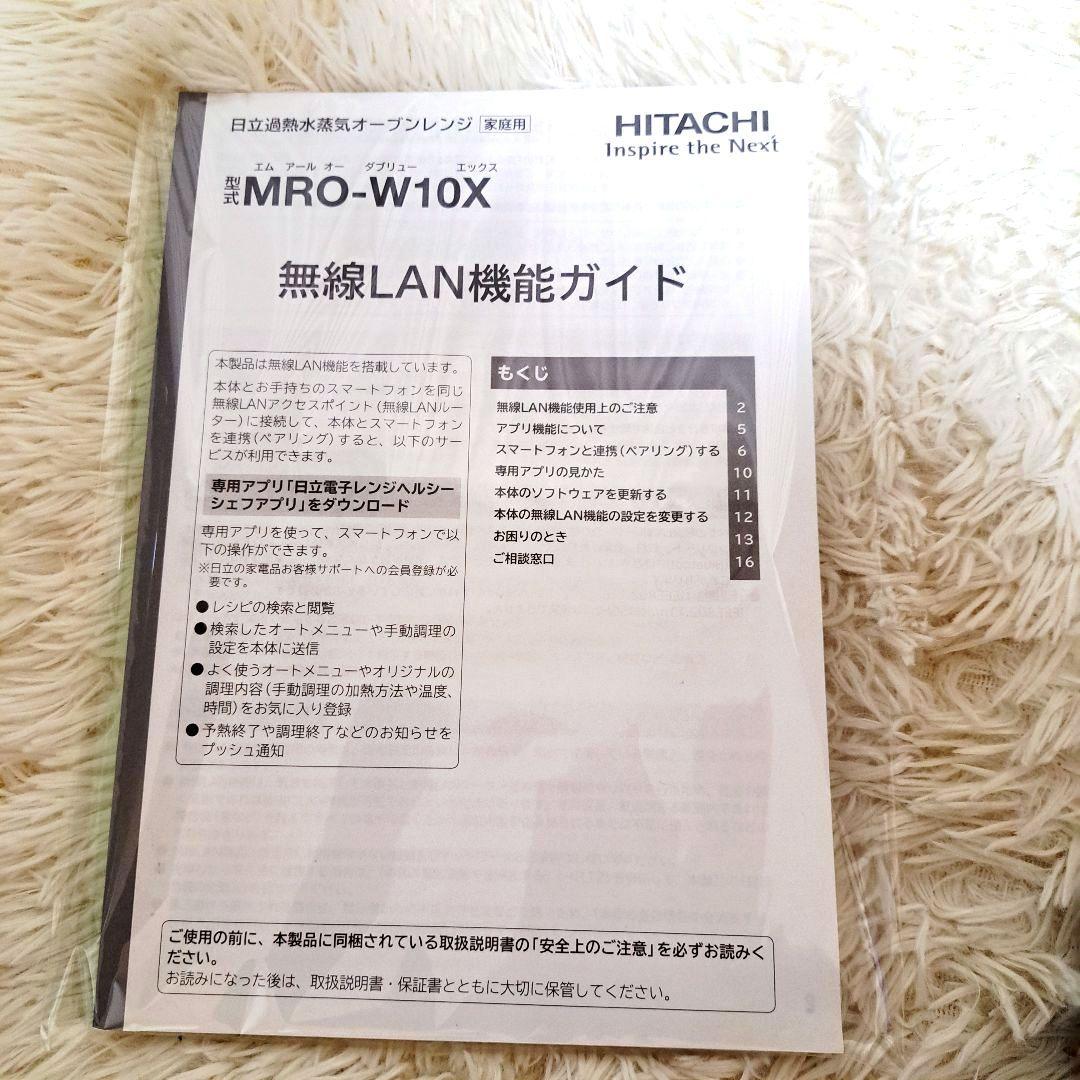 日立過熱水蒸気オーブンレンジ 家庭用
HITACHI
Inspire the Next
エム アール オー ダブリュー エックス
型式 MRO-W10X
無線LAN機能ガイド
本製品は無線LAN機能を搭載しています。
本体とお手持ちのスマートフォンを同じ
無線LANアクセスポイント(無線LANルー
ター)に接続して、本体とスマートフォン
を連携(ペアリング)すると、以下のサー
ビスが利用できます。
専用アプリ「日立電子レンジヘルシー
シェフアプリ」をダウンロード
専用アプリを使って、スマートフォンで以
下の操作ができます。
※日立の家電品お客様サポートへの会員登録が必
要です。
●レシピの検索と閲覧
●検索したオートメニューや手動調理の
設定を本体に送信
●よく使うオートメニューやオリジナルの
調理内容(手動調理の加熱方法や温度、
時間)をお気に入り登録
●予熱終了や調理終了などのお知らせを
プッシュ通知
もくじ
無線LAN機能使用上のご注意 2
アプリ機能について 5
スマートフォンと連携(ペアリング)する 6
専用アプリの見かた 10
本体のソフトウェアを更新する 11
本体の無線LAN機能の設定を変更する 12
お困りのとき 13
ご相談窓口 16
ご使用の前に、本製品に同梱されている取扱説明書の「安全上のご注意」を必ずお読みく
ださい。
お読みになった後は、取扱説明書・保証書とともに大切に保管してください。